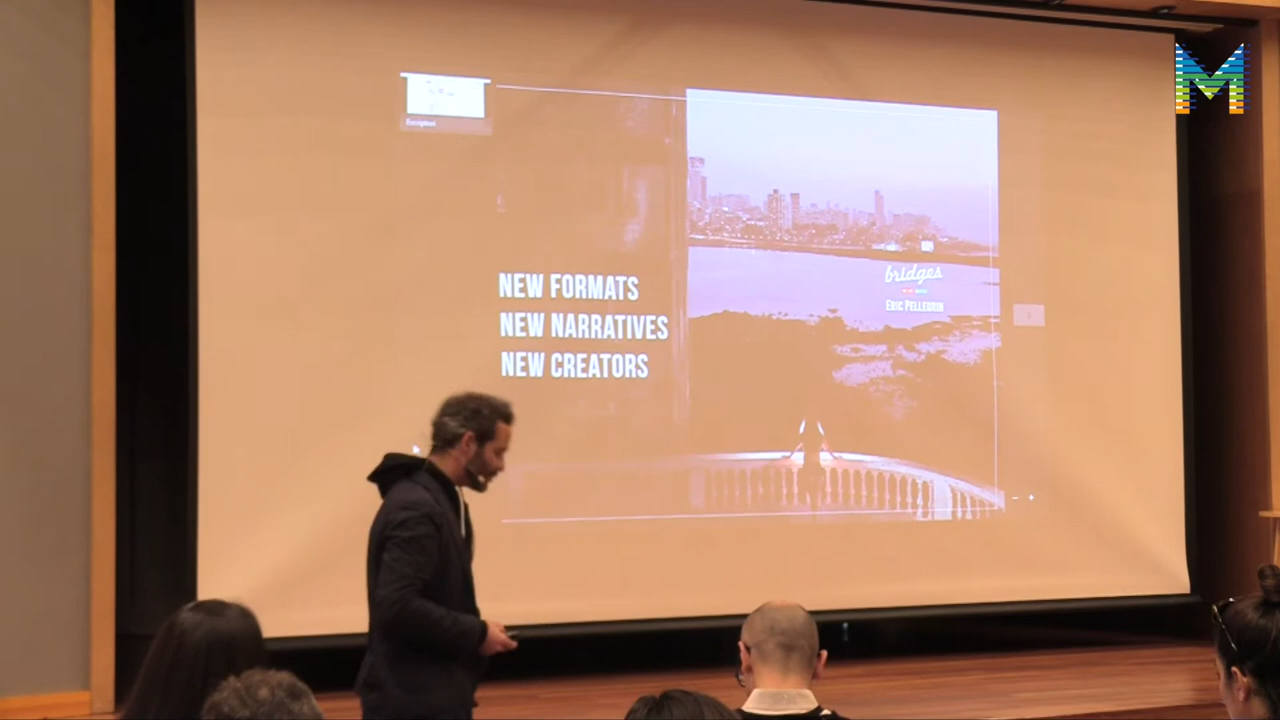 NEW FORMATS
NEW NARRATIVES
NEW CREATORS
bridges
ERIC PELLEGRIN
M